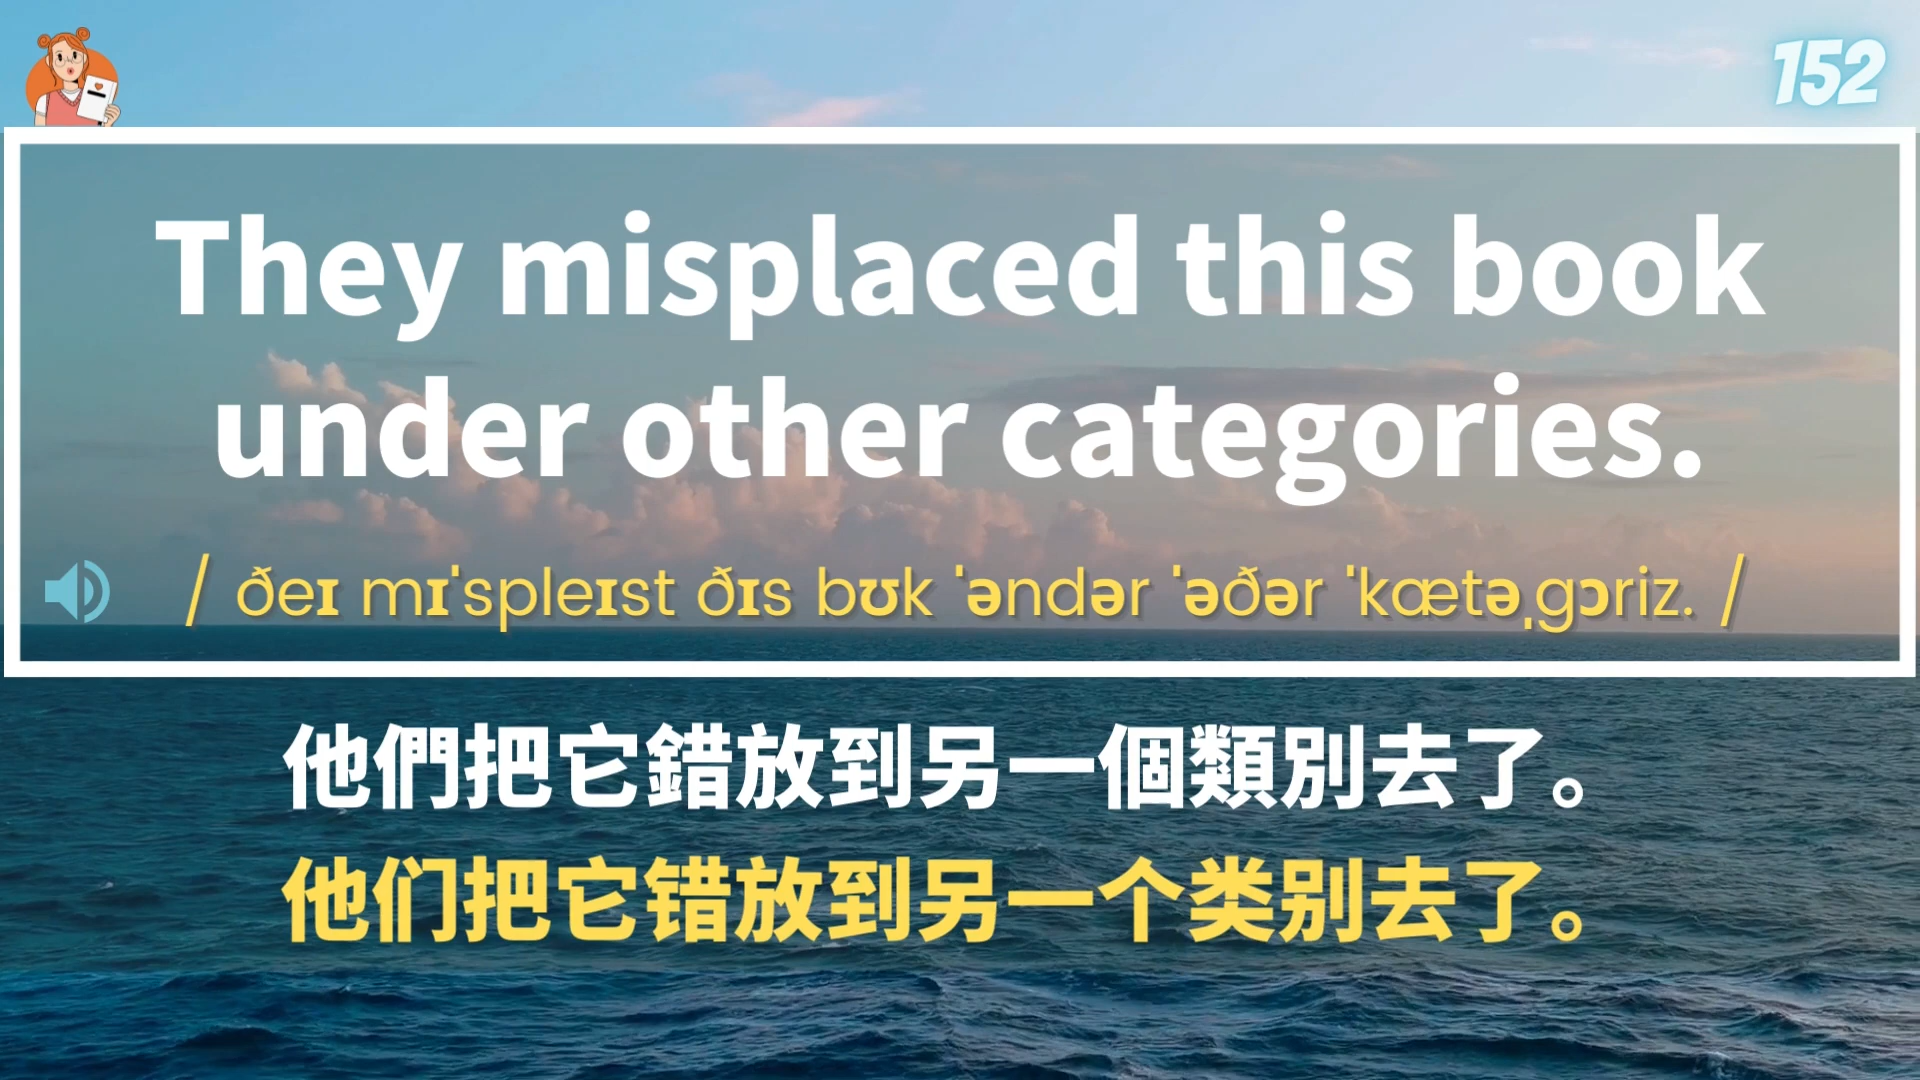 152
They misplaced this book
under other categories.
/ ðeɪ mɪˈspleɪst ðɪs bʊk ˈəndər ˈəðər ˈkætəˌgɔriz. /
他們把它錯放到另一個類別去了。
他们把它错放到另一个类别去了。